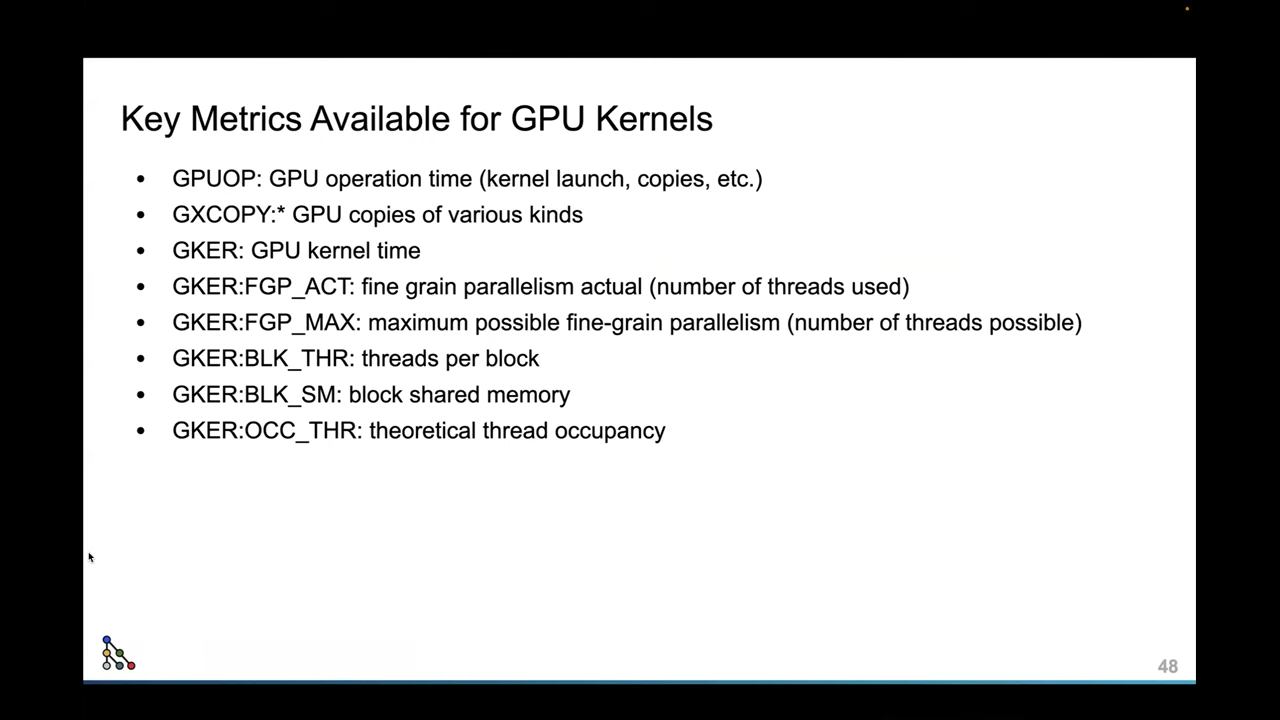 Key Metrics Available for GPU Kernels
• GPUOP: GPU operation time (kernel launch, copies, etc.)
• GXCOPY:* GPU copies of various kinds
• GKER: GPU kernel time
• GKER:FGP_ACT: fine grain parallelism actual (number of threads used)
• GKER:FGP_MAX: maximum possible fine-grain parallelism (number of threads possible)
• GKER:BLK_THR: threads per block
• GKER:BLK_SM: block shared memory
• GKER:OCC_THR: theoretical thread occupancy
48